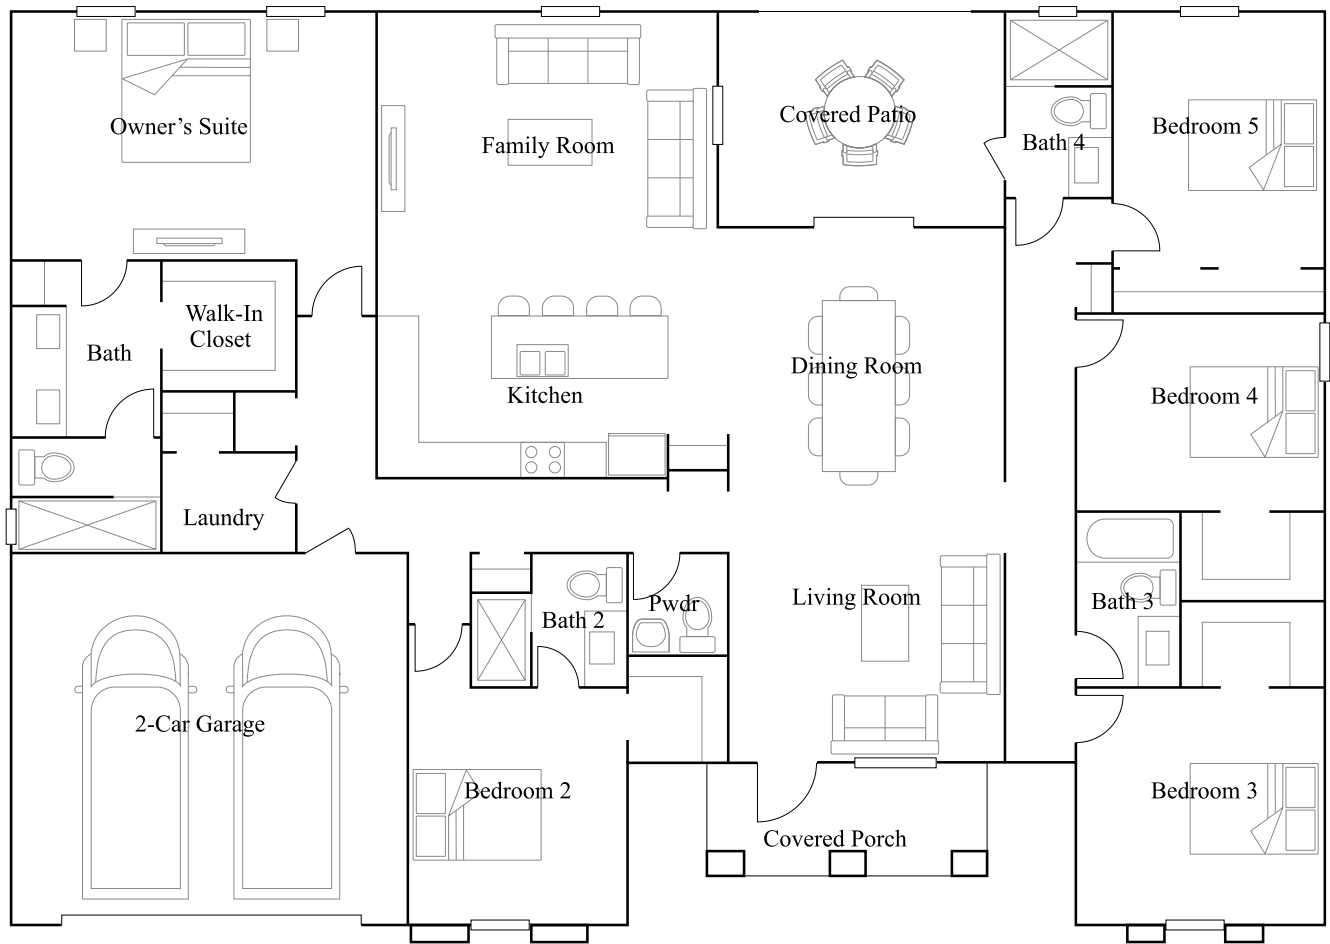 Owner’s Suite
Family Room
Covered Patio
Bath 4
Bedroom 5
Walk-In
Closet
Bath
Kitchen
Dining Room
Bedroom 4
Laundry
Bath 2
Pwdr
Living Room
Bath 3
2-Car Garage
Bedroom 2
Covered Porch
Bedroom 3